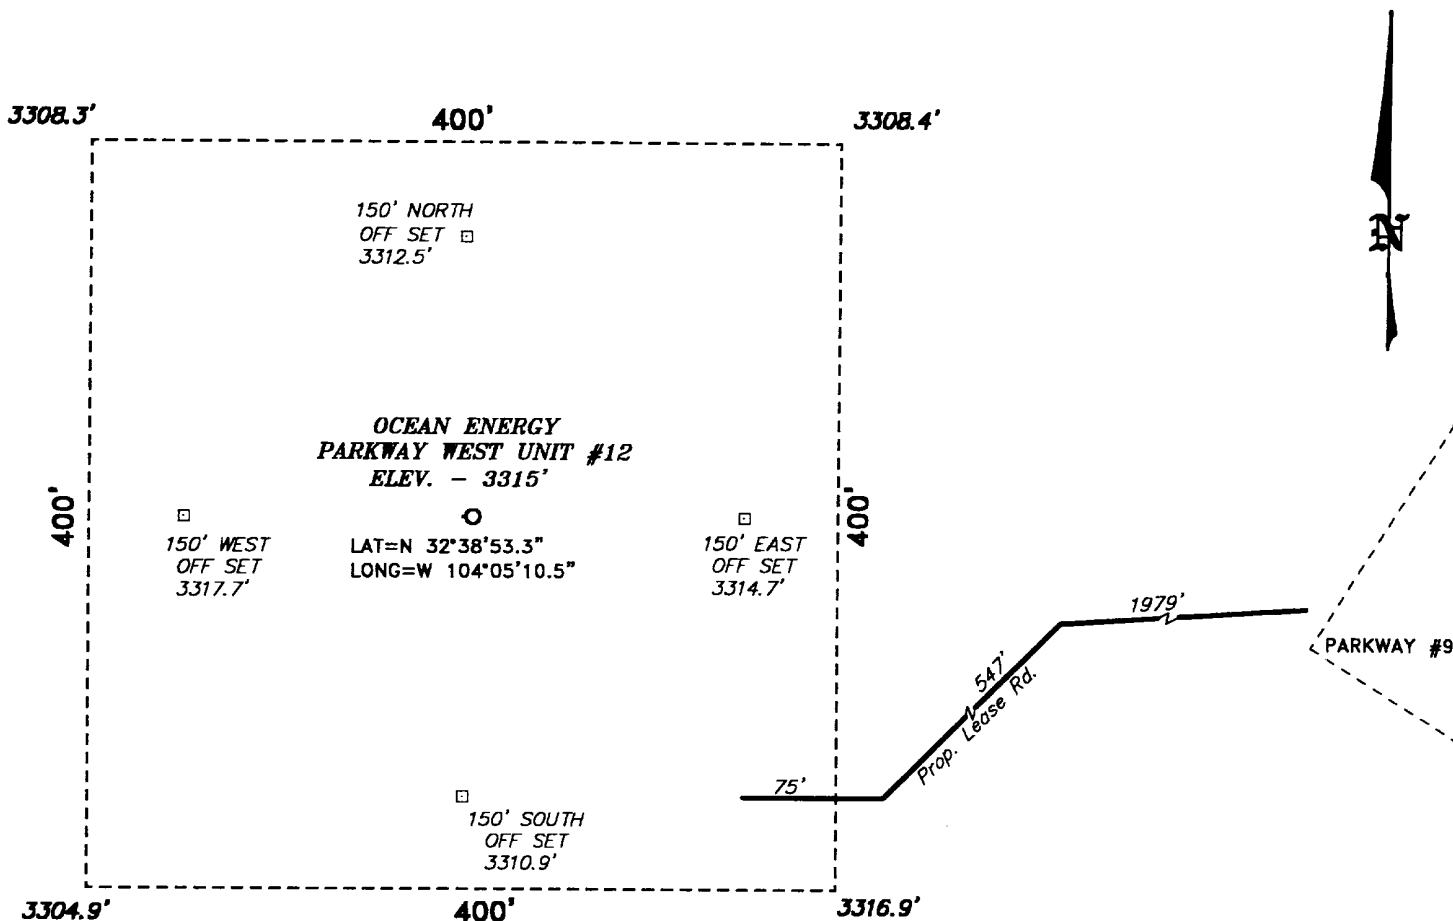 3308.3'
400'
3308.4'
150' NORTH
OFF SET
3312.5'
N
OCEAN ENERGY
PARKWAY WEST UNIT #12
ELEV. - 3315'
400'
400'
150' WEST
OFF SET
3317.7'
LAT=N 32°38'53.3"
LONG=W 104°05'10.5"
150' EAST
OFF SET
3314.7'
1979'
PARKWAY #9
547'
Prop. Lease Rd.
75'
150' SOUTH
OFF SET
3310.9'
3304.9'
400'
3316.9'